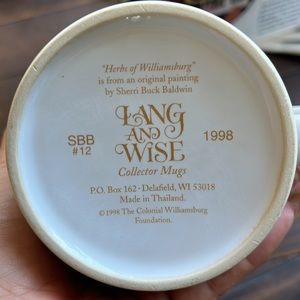 "Herbs of Williamsburg"
is from an original painting
by Sherri Buck Baldwin
LANG
AND
WISE
SBB
#12
1998
Collector Mugs
P.O. Box 162 · Delafield, WI 53018
Made in Thailand.
©1998 The Colonial Williamsburg
Foundation.